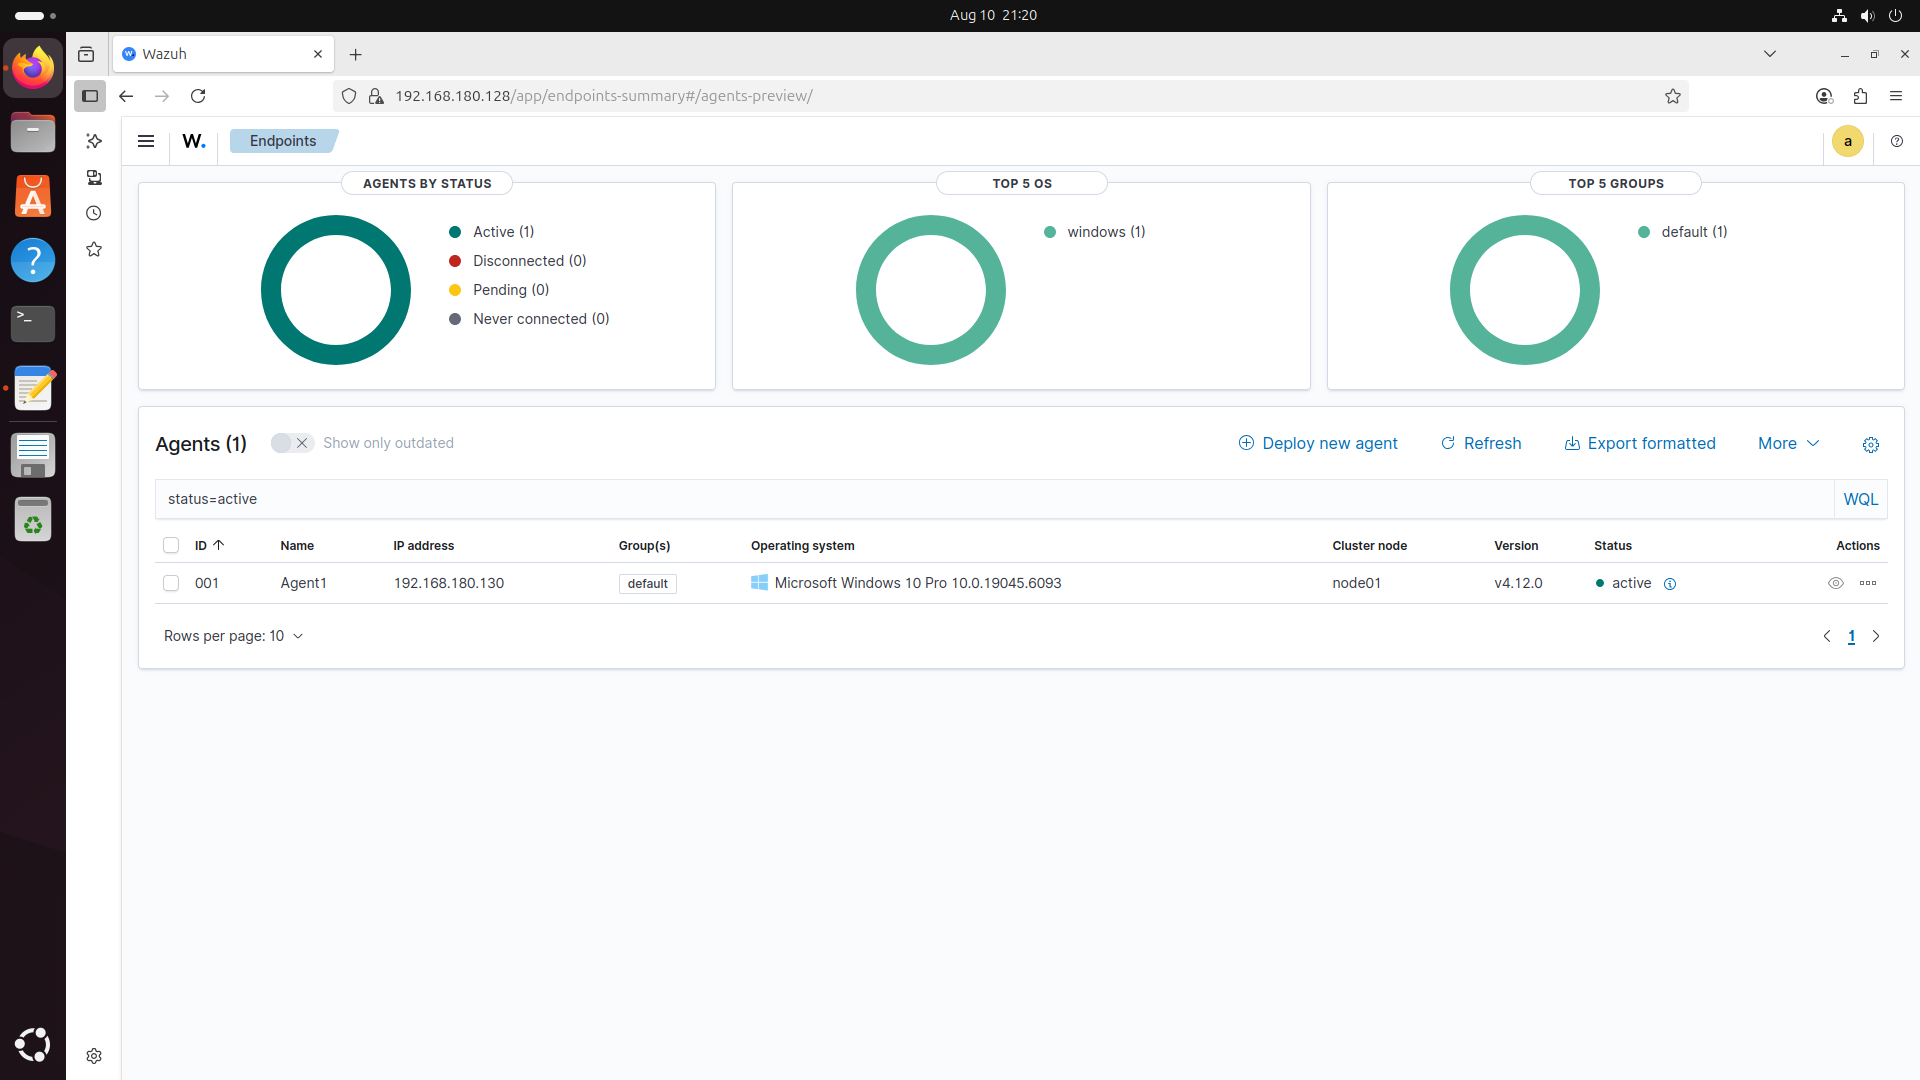 Aug 10 21:20
Wazuh
192.168.180.128/app/endpoints-summary#/agents-preview/
W. Endpoints a
AGENTS BY STATUS
Active (1)
Disconnected (0)
Pending (0)
Never connected (0)
TOP 5 OS
windows (1)
TOP 5 GROUPS
default (1)
Agents (1) Show only outdated Deploy new agent Refresh Export formatted More
status=active WQL
ID Name IP address Group(s) Operating system Cluster node Version Status Actions
001 Agent1 192.168.180.130 default Microsoft Windows 10 Pro 10.0.19045.6093 node01 v4.12.0 active
Rows per page: 10 1